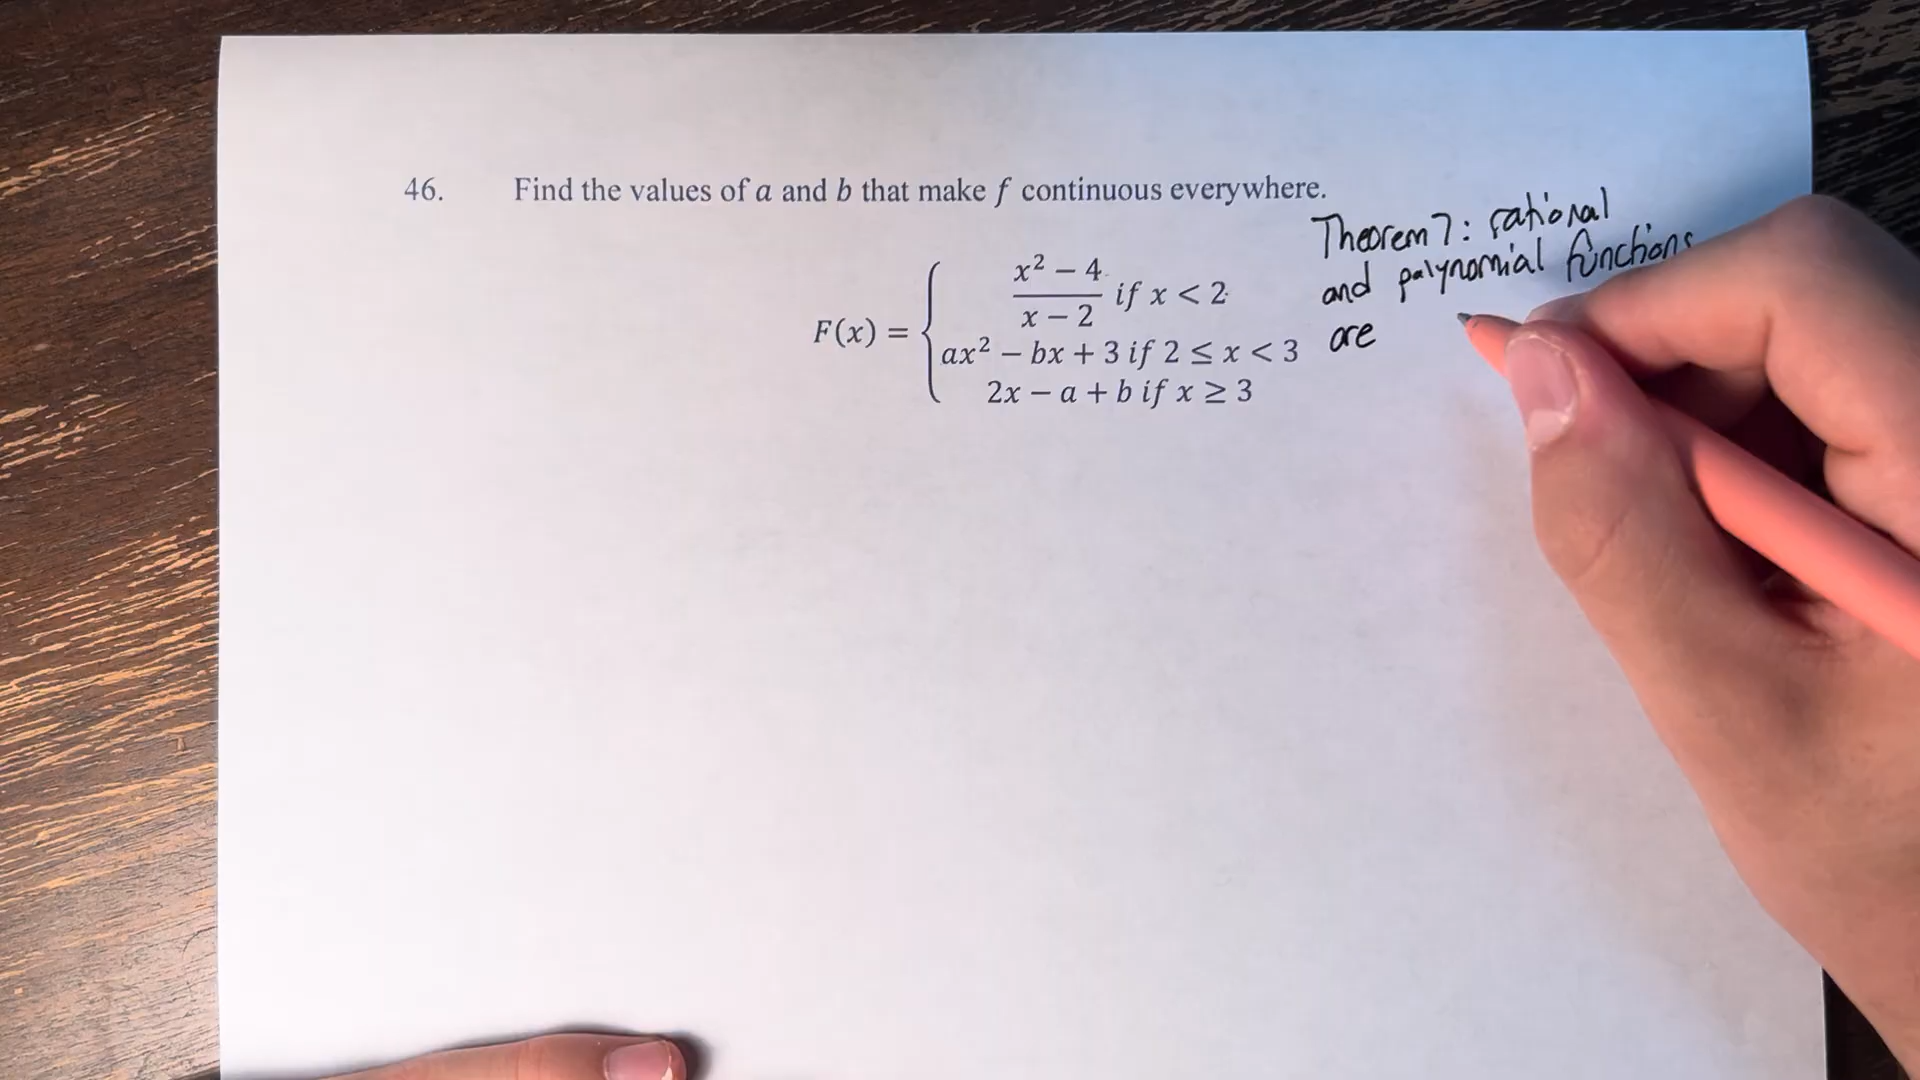 46. Find the values of a and b that make f continuous everywhere.
Theorem 7: rational
and polynomial functions
are
x² − 4
F(x) = { ――― if x < 2
x − 2
ax² − bx + 3 if 2 ≤ x < 3
2x − a + b if x ≥ 3